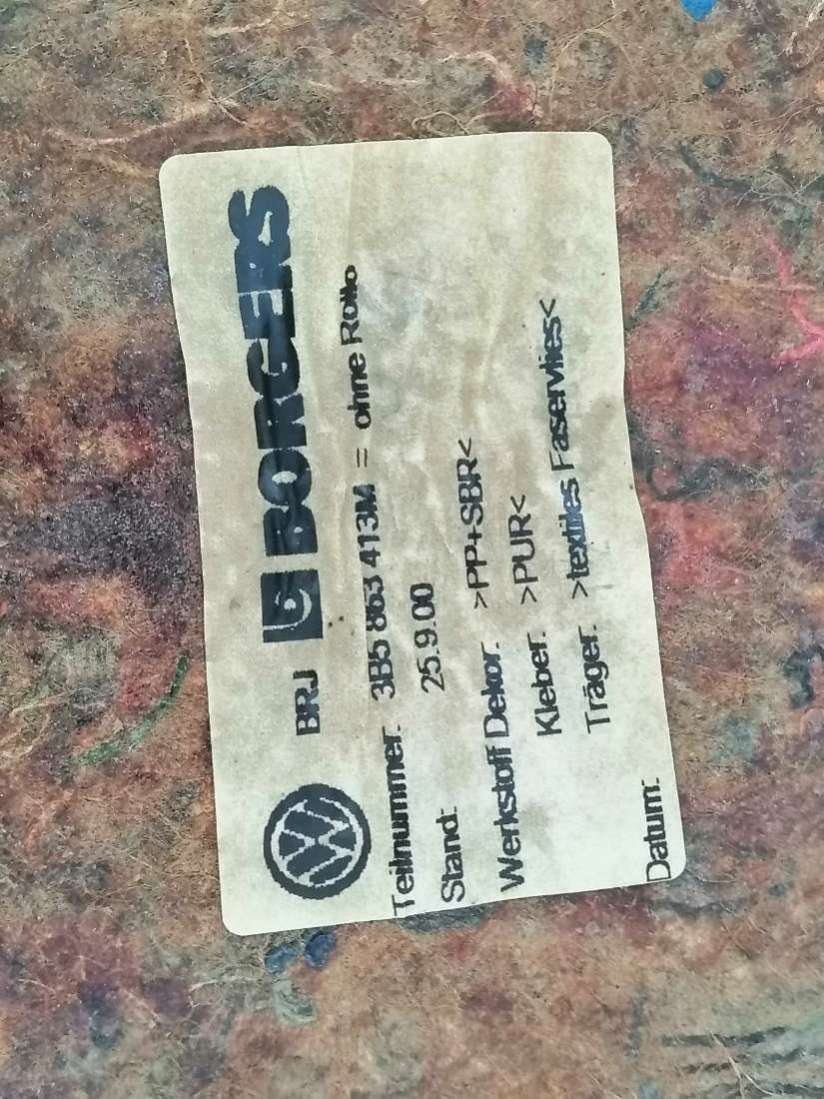 BRJ BORGERS
Teilnummer: 3B5 863 413M = ohne Rollo
Stand: 25.9.00
Werkstoff Dekor: >PP+SBR<
Kleber: >PUR<
Träger: >textiles Faservlies<
Datum: